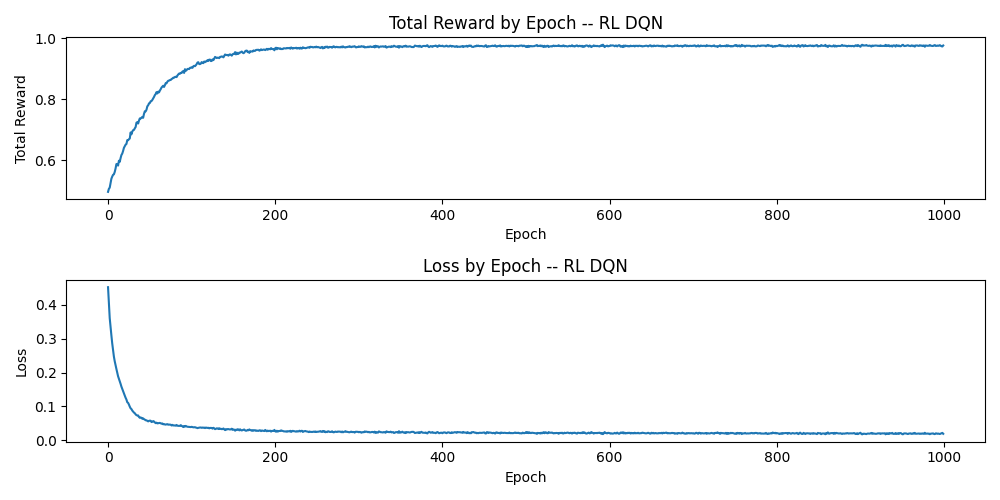 Total Reward by Epoch -- RL DQN
1.0
0.8
0.6
Total Reward
0 200 400 600 800 1000
Epoch
Loss by Epoch -- RL DQN
0.4
0.3
0.2
0.1
0.0
Loss
0 200 400 600 800 1000
Epoch